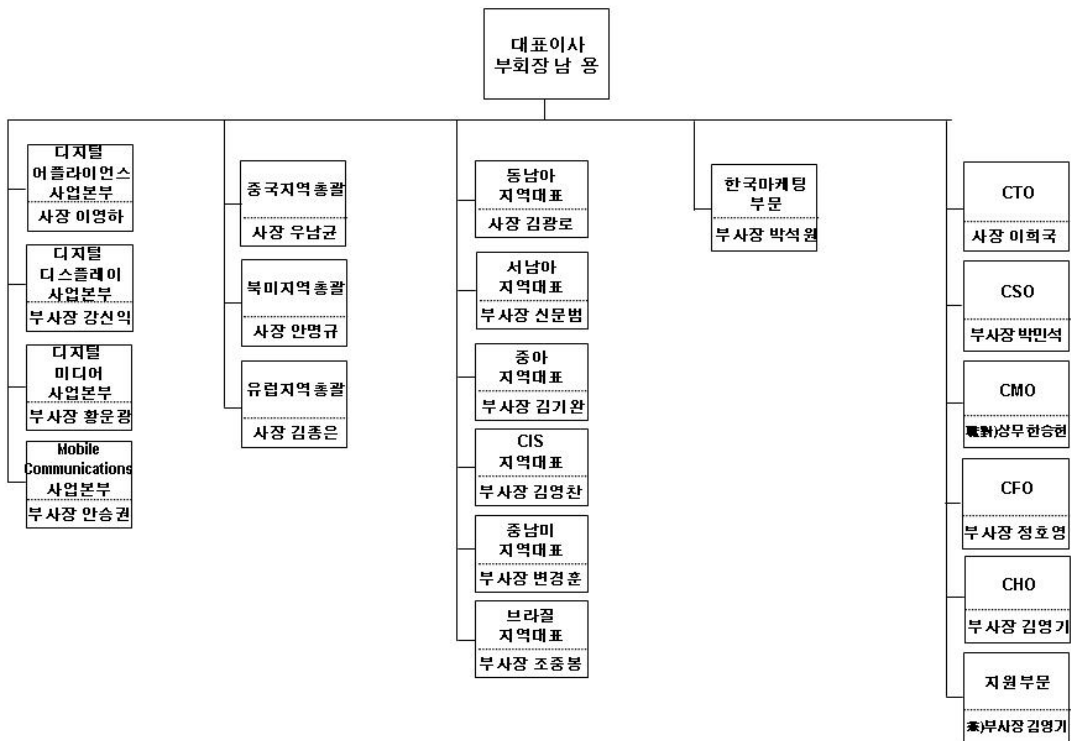 대표이사
부회장 남 용
디지털
어플라이언스
사업본부
사장 이영하
디지털
디스플레이
사업본부
부사장 강신익
디지털
미디어
사업본부
부사장 황운광
Mobile
Communications
사업본부
부사장 안승권
중국지역총괄
사장 우남균
북미지역총괄
사장 안명규
유럽지역총괄
사장 김종은
동남아
지역대표
사장 김광로
서남아
지역대표
부사장 신문범
중아
지역대표
부사장 김기완
CIS
지역대표
부사장 김영찬
중남미
지역대표
부사장 변경훈
브라질
지역대표
부사장 조중봉
한국마케팅
부문
부사장 박석원
CTO
사장 이희국
CSO
부사장 박민석
CMO
상무 한승헌
CFO
부사장 정호영
CHO
부사장 김영기
지원부문
부사장 김영기